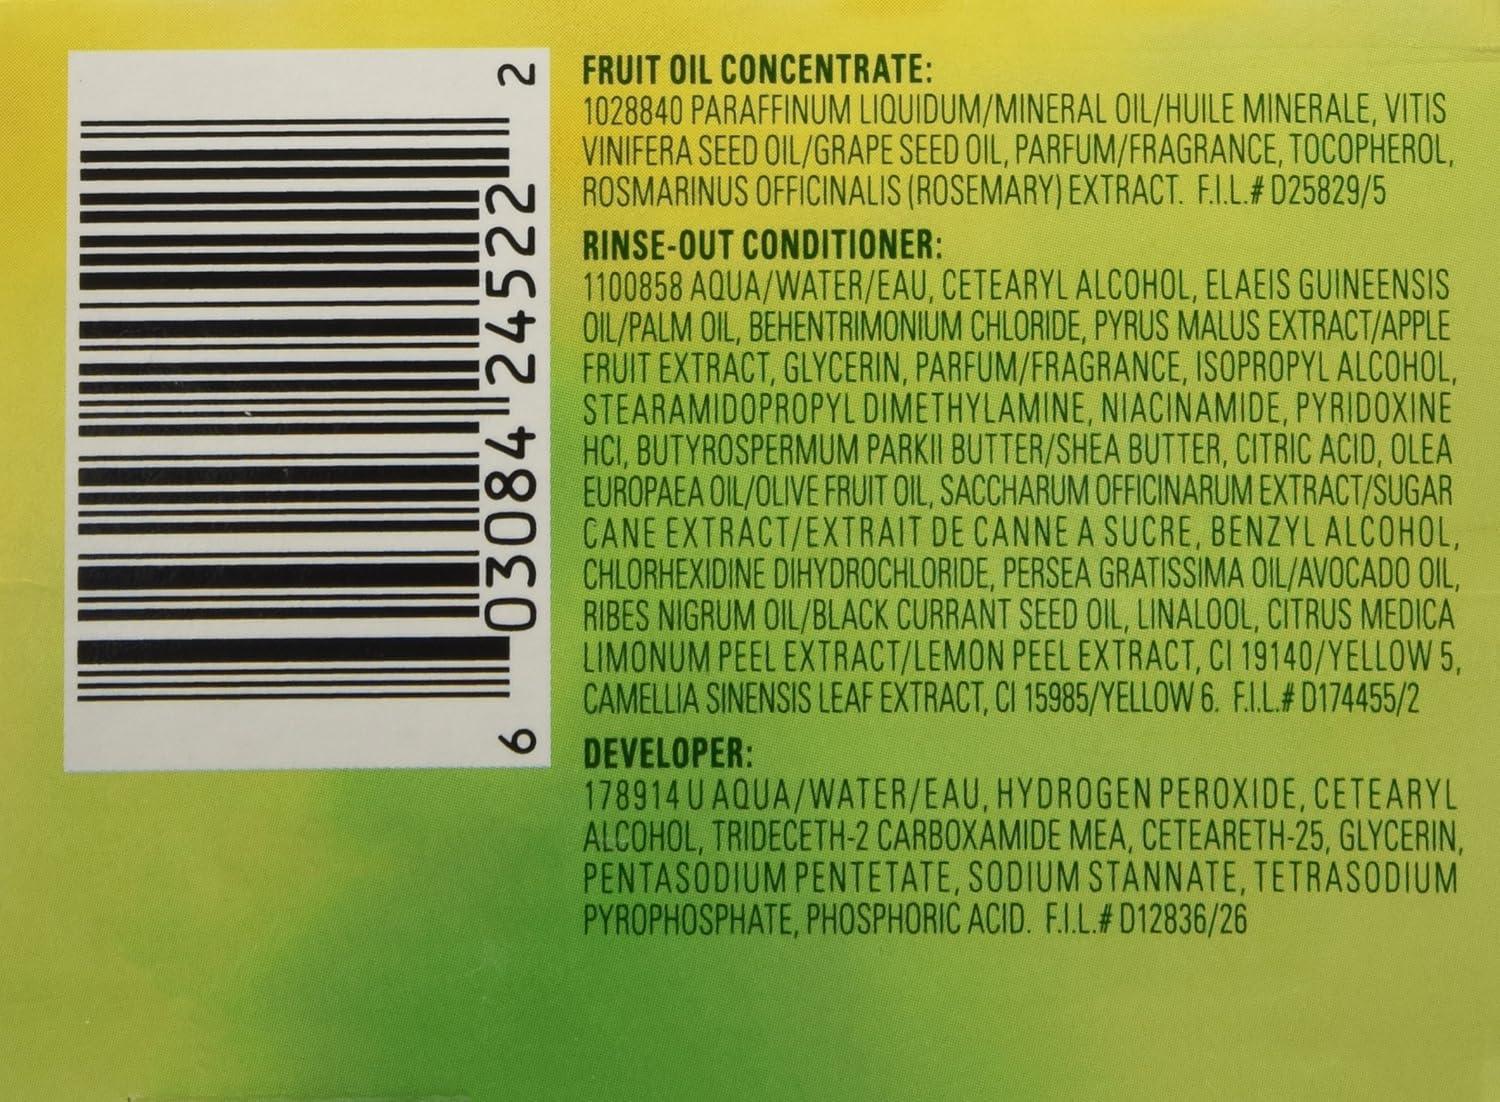 6 03084 24522 2
FRUIT OIL CONCENTRATE:
1028840 PARAFFINUM LIQUIDUM/MINERAL OIL/HUILE MINERALE, VITIS
VINIFERA SEED OIL/GRAPE SEED OIL, PARFUM/FRAGRANCE, TOCOPHEROL,
ROSMARINUS OFFICINALIS (ROSEMARY) EXTRACT. F.I.L.# D25829/5
RINSE-OUT CONDITIONER:
1100858 AQUA/WATER/EAU, CETEARYL ALCOHOL, ELAEIS GUINEENSIS
OIL/PALM OIL, BEHENTRIMONIUM CHLORIDE, PYRUS MALUS EXTRACT/APPLE
FRUIT EXTRACT, GLYCERIN, PARFUM/FRAGRANCE, ISOPROPYL ALCOHOL,
STEARAMIDOPROPYL DIMETHYLAMINE, NIACINAMIDE, PYRIDOXINE
HCl, BUTYROSPERMUM PARKII BUTTER/SHEA BUTTER, CITRIC ACID, OLEA
EUROPAEA OIL/OLIVE FRUIT OIL, SACCHARUM OFFICINARUM EXTRACT/SUGAR
CANE EXTRACT/EXTRAIT DE CANNE A SUCRE, BENZYL ALCOHOL,
CHLORHEXIDINE DIHYDROCHLORIDE, PERSEA GRATISSIMA OIL/AVOCADO OIL,
RIBES NIGRUM OIL/BLACK CURRANT SEED OIL, LINALOOL, CITRUS MEDICA
LIMONUM PEEL EXTRACT/LEMON PEEL EXTRACT, CI 19140/YELLOW 5,
CAMELLIA SINENSIS LEAF EXTRACT, CI 15985/YELLOW 6. F.I.L.# D174455/2
DEVELOPER:
178914 U AQUA/WATER/EAU, HYDROGEN PEROXIDE, CETEARYL
ALCOHOL, TRIDECETH-2 CARBOXAMIDE MEA, CETEARETH-25, GLYCERIN,
PENTASODIUM PENTETATE, SODIUM STANNATE, TETRASODIUM
PYROPHOSPHATE, PHOSPHORIC ACID. F.I.L.# D12836/26